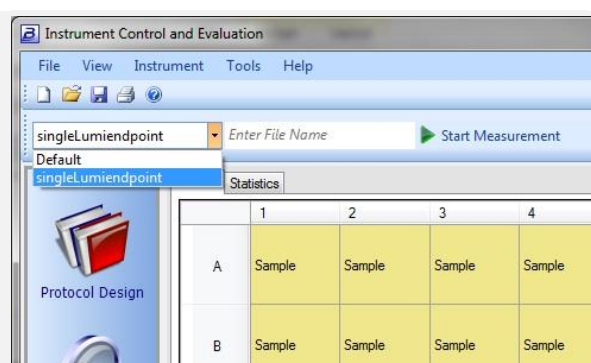 Instrument Control and Evaluation
File View Instrument Tools Help
singleLumiendpoint Enter File Name Start Measurement
Default
singleLumiendpoint
Statistics
1 2 3 4
A Sample Sample Sample Sample
Protocol Design
B Sample Sample Sample Sample